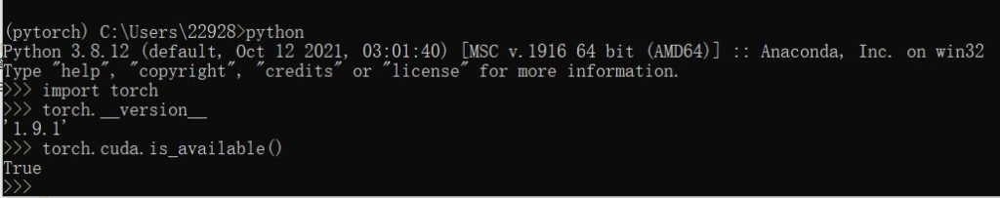 (pytorch) C:\Users\22928>python
Python 3.8.12 (default, Oct 12 2021, 03:01:40) [MSC v.1916 64 bit (AMD64)] :: Anaconda, Inc. on win32
Type "help", "copyright", "credits" or "license" for more information.
>>> import torch
>>> torch.__version__
'1.9.1'
>>> torch.cuda.is_available()
True
>>>